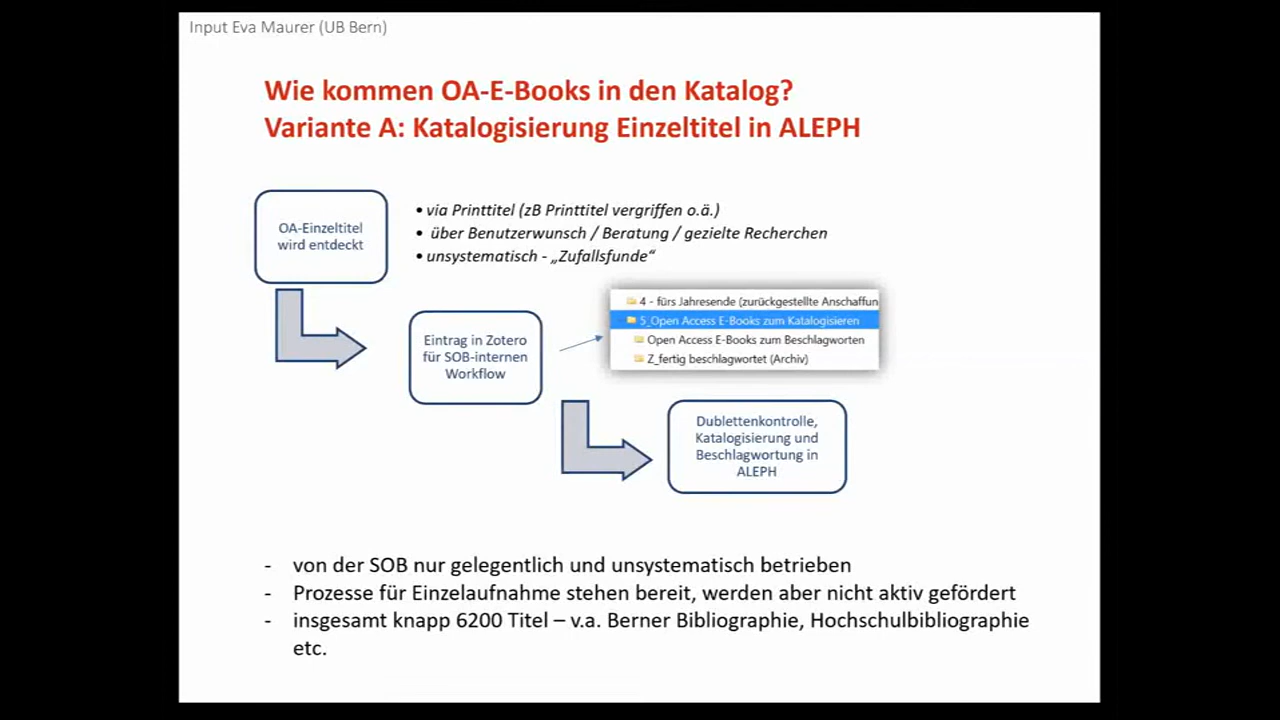 Input Eva Maurer (UB Bern)
Wie kommen OA-E-Books in den Katalog?
Variante A: Katalogisierung Einzeltitel in ALEPH
OA-Einzeltitel
wird entdeckt
• via Printtitel (zB Printtitel vergriffen o.ä.)
• über Benutzerwunsch / Beratung / gezielte Recherchen
• unsystematisch - „Zufallsfunde“
Eintrag in Zotero
für SOB-internen
Workflow
4 - fürs Jahresende (zurückgestellte Anschaffun
5_Open Access E-Books zum Katalogisieren
Open Access E-Books zum Beschlagworten
Z_fertig beschlagwortet (Archiv)
Dublettenkontrolle,
Katalogisierung und
Beschlagwortung in
ALEPH
- von der SOB nur gelegentlich und unsystematisch betrieben
- Prozesse für Einzelaufnahme stehen bereit, werden aber nicht aktiv gefördert
- insgesamt knapp 6200 Titel – v.a. Berner Bibliographie, Hochschulbibliographie
etc.